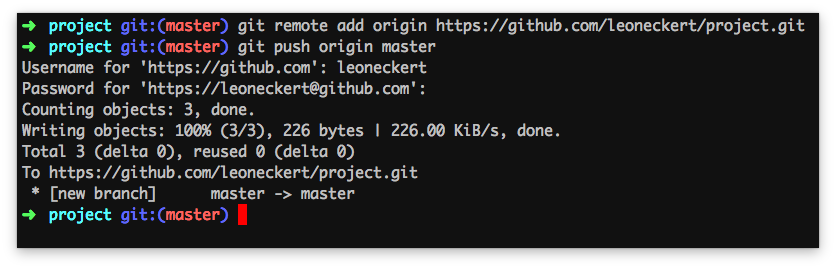 ➜ project git:(master) git remote add origin https://github.com/leoneckert/project.git
➜ project git:(master) git push origin master
Username for 'https://github.com': leoneckert
Password for 'https://leoneckert@github.com':
Counting objects: 3, done.
Writing objects: 100% (3/3), 226 bytes | 226.00 KiB/s, done.
Total 3 (delta 0), reused 0 (delta 0)
To https://github.com/leoneckert/project.git
 * [new branch]      master -> master
➜ project git:(master)